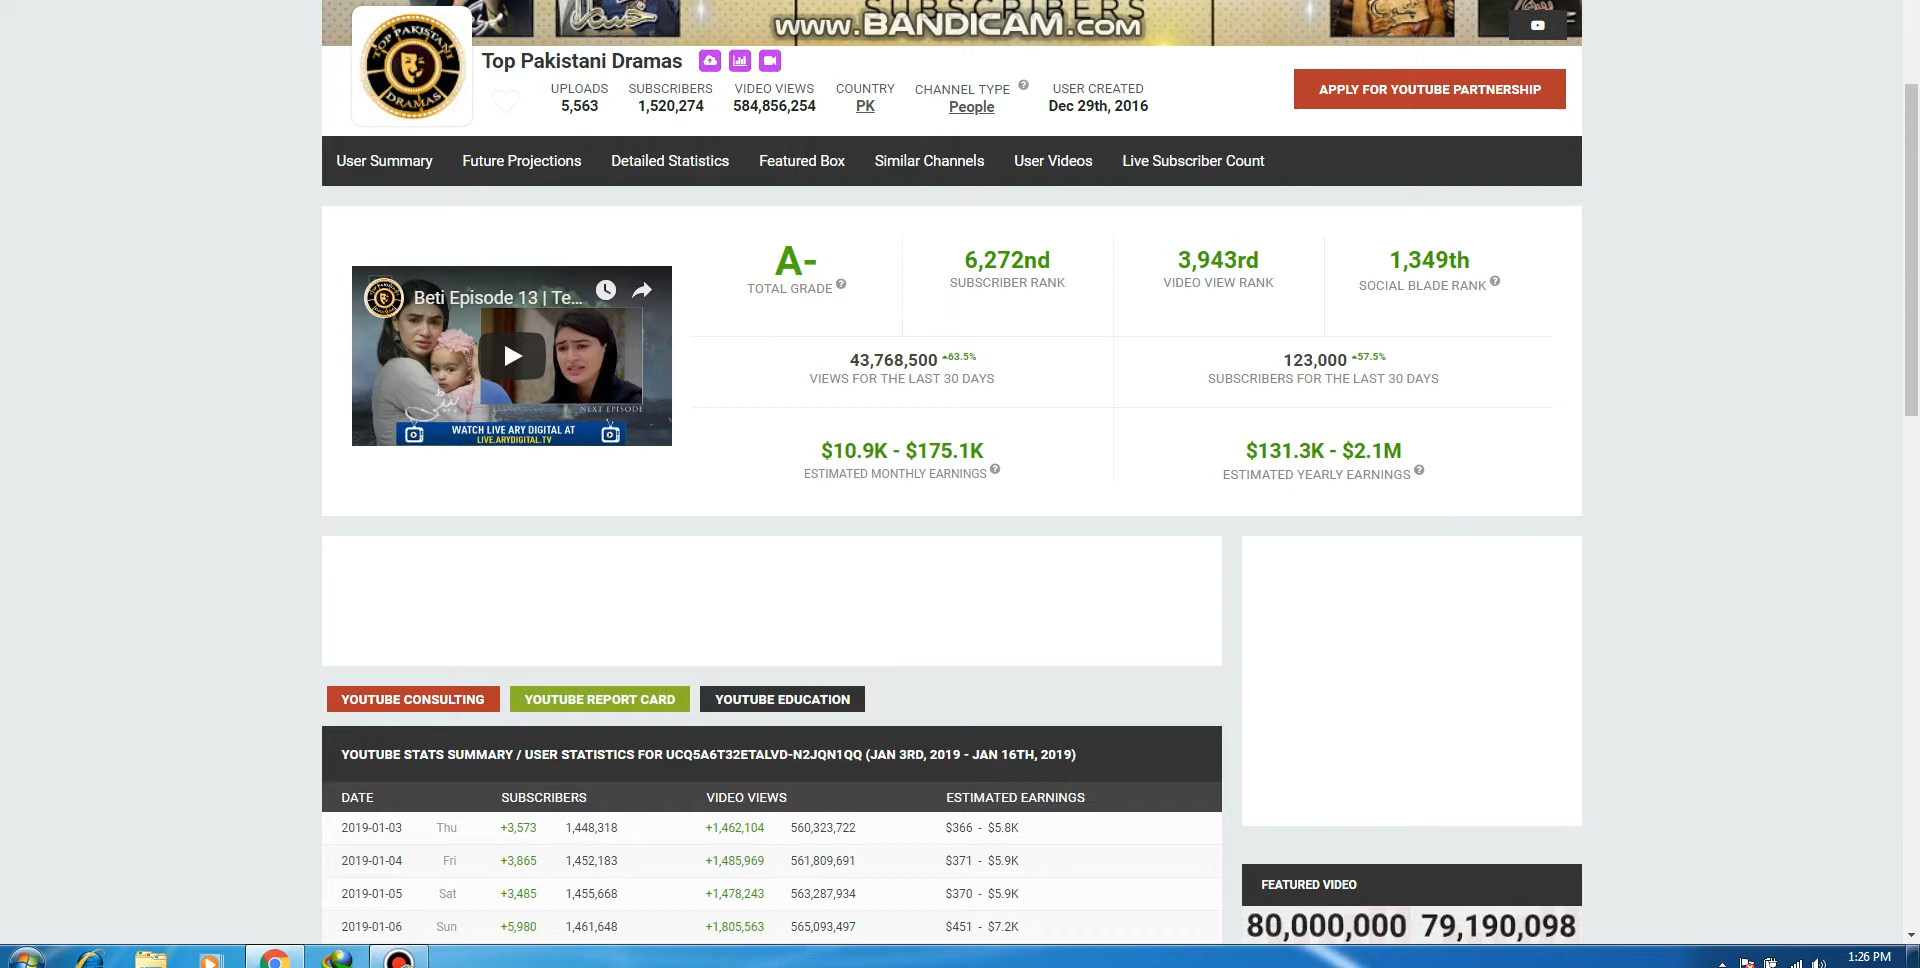 SUBSCRIBERS
www.BANDICAM.com
TOP PAKISTANI
DRAMAS
Top Pakistani Dramas
UPLOADS SUBSCRIBERS VIDEO VIEWS COUNTRY CHANNEL TYPE USER CREATED
5,563 1,520,274 584,856,254 PK People Dec 29th, 2016
APPLY FOR YOUTUBE PARTNERSHIP
User Summary Future Projections Detailed Statistics Featured Box Similar Channels User Videos Live Subscriber Count
A- 6,272nd 3,943rd 1,349th
TOTAL GRADE SUBSCRIBER RANK VIDEO VIEW RANK SOCIAL BLADE RANK
Beti Episode 13 | Te...
بیٹی
NEXT EPISODE
WATCH LIVE ARY DIGITAL AT
LIVE.ARYDIGITAL.TV
43,768,500 63.5% 123,000 57.5%
VIEWS FOR THE LAST 30 DAYS SUBSCRIBERS FOR THE LAST 30 DAYS
$10.9K - $175.1K $131.3K - $2.1M
ESTIMATED MONTHLY EARNINGS ESTIMATED YEARLY EARNINGS
YOUTUBE CONSULTING YOUTUBE REPORT CARD YOUTUBE EDUCATION
YOUTUBE STATS SUMMARY / USER STATISTICS FOR UCQ5A6T32ETALVD-N2JQN1QQ (JAN 3RD, 2019 - JAN 16TH, 2019)
DATE SUBSCRIBERS VIDEO VIEWS ESTIMATED EARNINGS
2019-01-03 Thu +3,573 1,448,318 +1,462,104 560,323,722 $366 - $5.8K
2019-01-04 Fri +3,865 1,452,183 +1,485,969 561,809,691 $371 - $5.9K
2019-01-05 Sat +3,485 1,455,668 +1,478,243 563,287,934 $370 - $5.9K
2019-01-06 Sun +5,980 1,461,648 +1,805,563 565,093,497 $451 - $7.2K
FEATURED VIDEO
80,000,000 79,190,098
1:26 PM